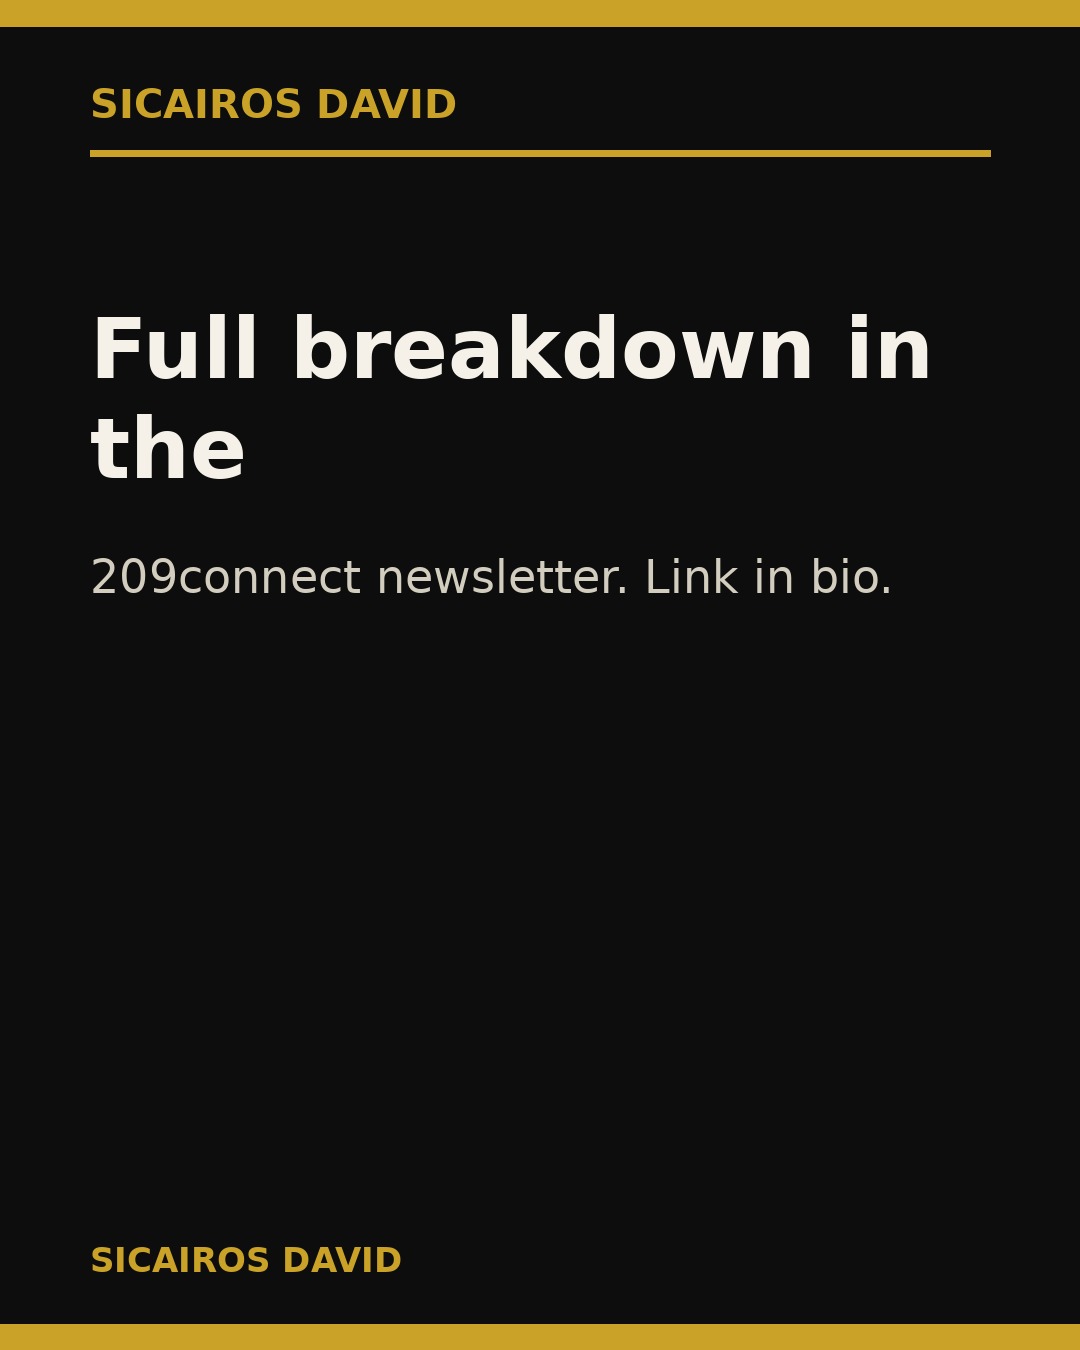 SICAIROS DAVID
Full breakdown in
the
209connect newsletter. Link in bio.
SICAIROS DAVID